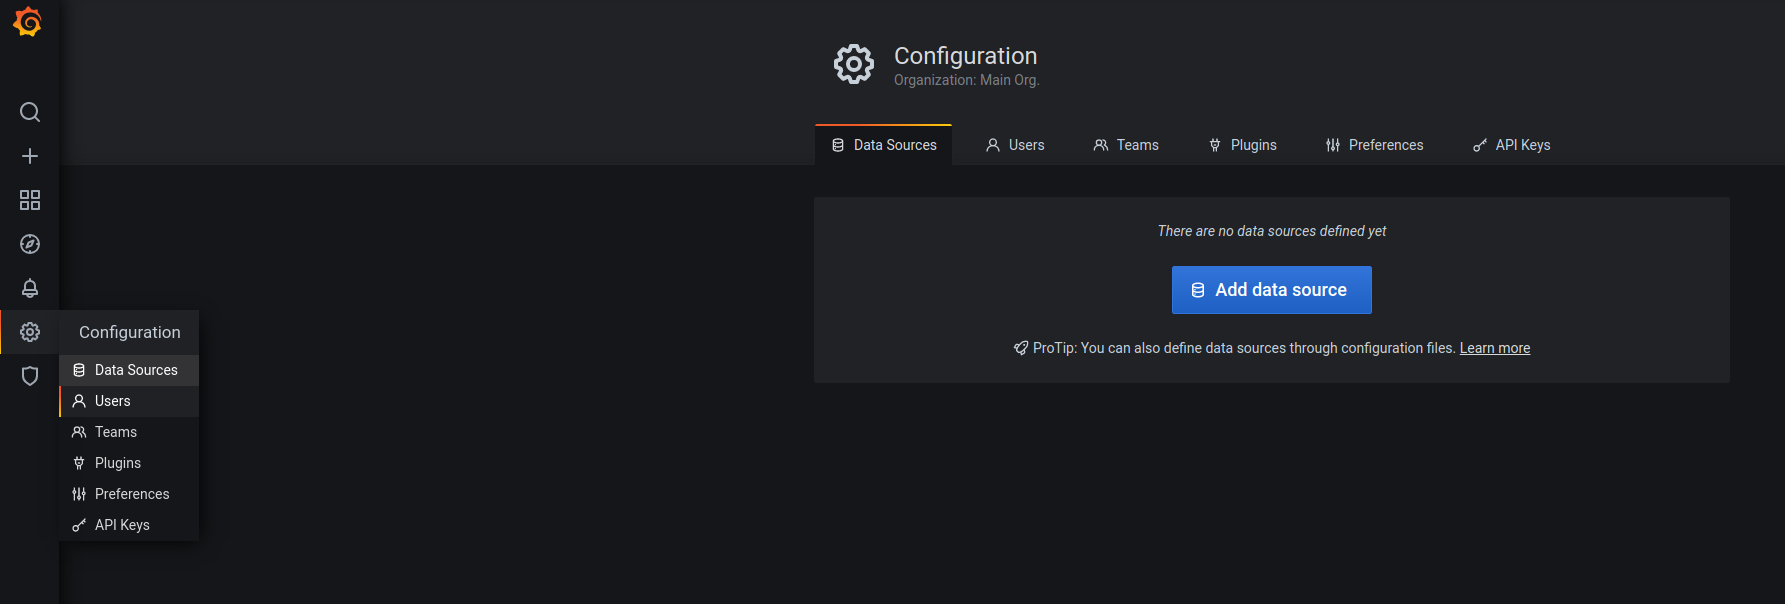 Configuration
Organization: Main Org.
Data Sources
Users
Teams
Plugins
Preferences
API Keys
There are no data sources defined yet
Add data source
ProTip: You can also define data sources through configuration files. Learn more
Configuration
Data Sources
Users
Teams
Plugins
Preferences
API Keys